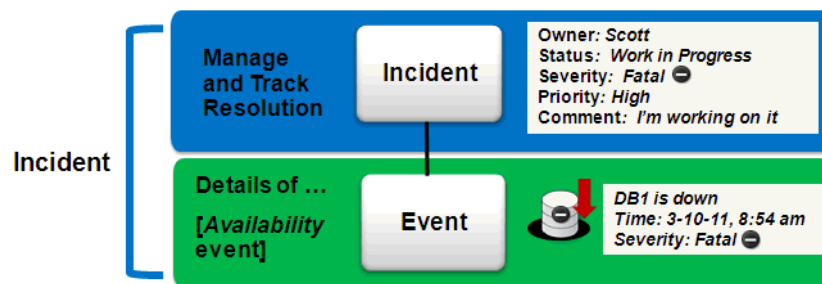 Incident
Manage
and Track
Resolution
Incident
Owner: Scott
Status: Work in Progress
Severity: Fatal
Priority: High
Comment: I'm working on it
Details of ...
[Availability
event]
Event
DB1 is down
Time: 3-10-11, 8:54 am
Severity: Fatal